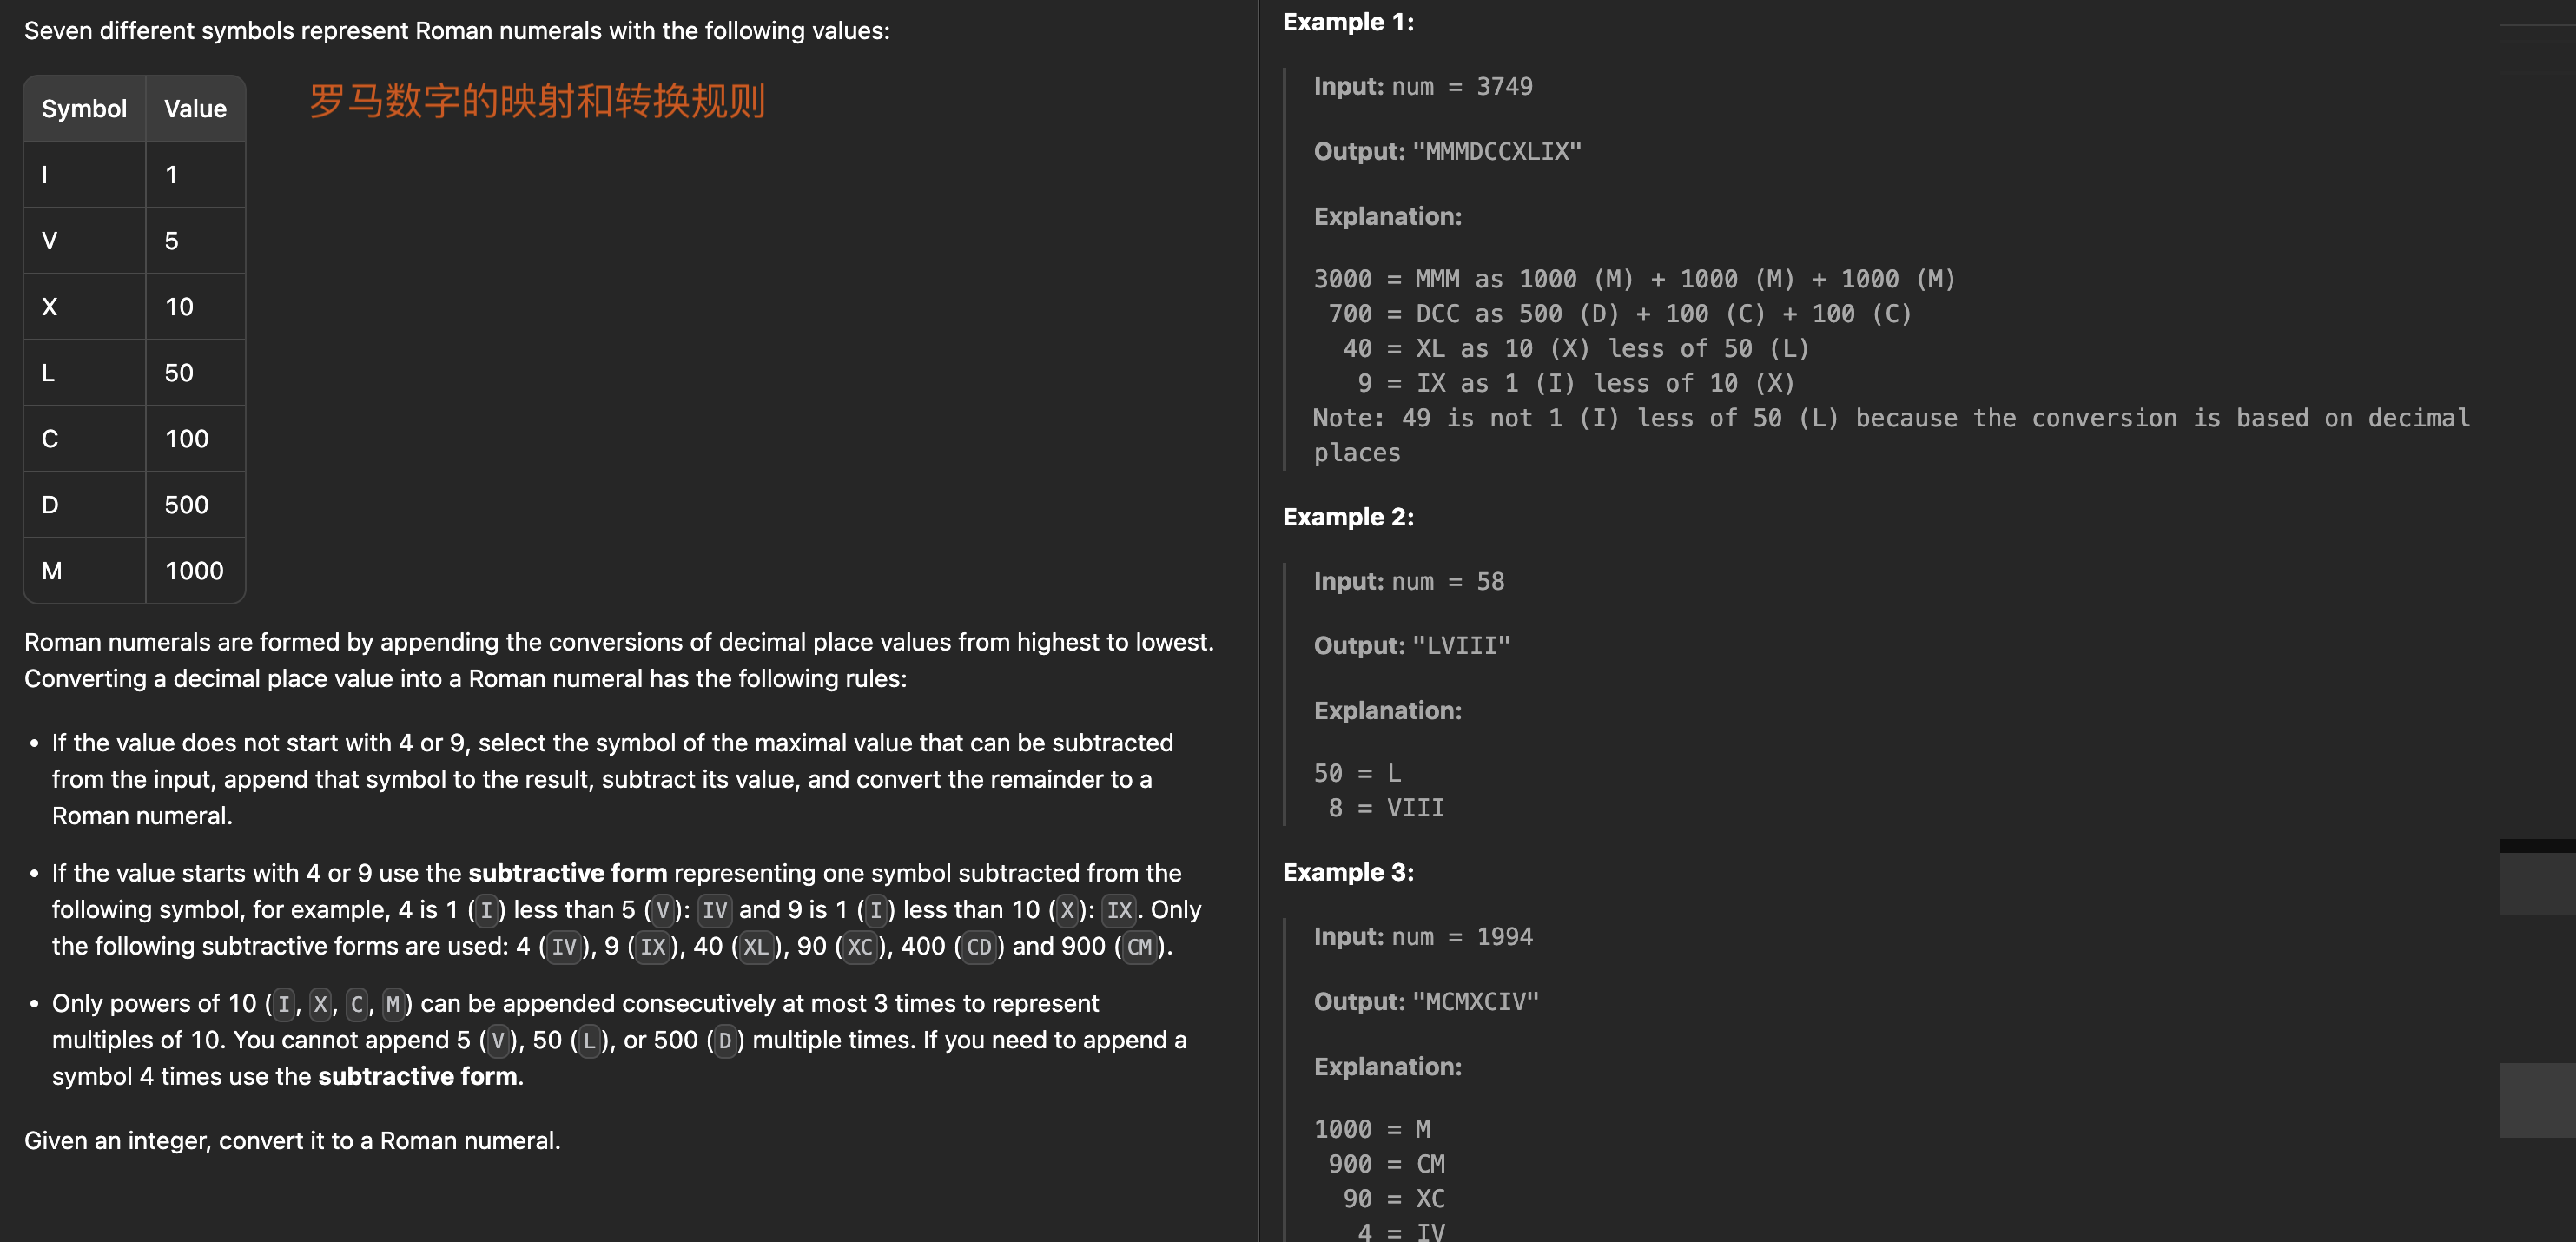 Seven different symbols represent Roman numerals with the following values:
罗马数字的映射和转换规则
Symbol Value
I 1
V 5
X 10
L 50
C 100
D 500
M 1000
Roman numerals are formed by appending the conversions of decimal place values from highest to lowest.
Converting a decimal place value into a Roman numeral has the following rules:
• If the value does not start with 4 or 9, select the symbol of the maximal value that can be subtracted
from the input, append that symbol to the result, subtract its value, and convert the remainder to a
Roman numeral.
• If the value starts with 4 or 9 use the subtractive form representing one symbol subtracted from the
following symbol, for example, 4 is 1 (I) less than 5 (V): IV and 9 is 1 (I) less than 10 (X): IX. Only
the following subtractive forms are used: 4 (IV), 9 (IX), 40 (XL), 90 (XC), 400 (CD) and 900 (CM).
• Only powers of 10 (I, X, C, M) can be appended consecutively at most 3 times to represent
multiples of 10. You cannot append 5 (V), 50 (L), or 500 (D) multiple times. If you need to append a
symbol 4 times use the subtractive form.
Given an integer, convert it to a Roman numeral.
Example 1:
Input: num = 3749
Output: "MMMDCCXLIX"
Explanation:
3000 = MMM as 1000 (M) + 1000 (M) + 1000 (M)
700 = DCC as 500 (D) + 100 (C) + 100 (C)
40 = XL as 10 (X) less of 50 (L)
9 = IX as 1 (I) less of 10 (X)
Note: 49 is not 1 (I) less of 50 (L) because the conversion is based on decimal
places
Example 2:
Input: num = 58
Output: "LVIII"
Explanation:
50 = L
8 = VIII
Example 3:
Input: num = 1994
Output: "MCMXCIV"
Explanation:
1000 = M
900 = CM
90 = XC
4 = IV